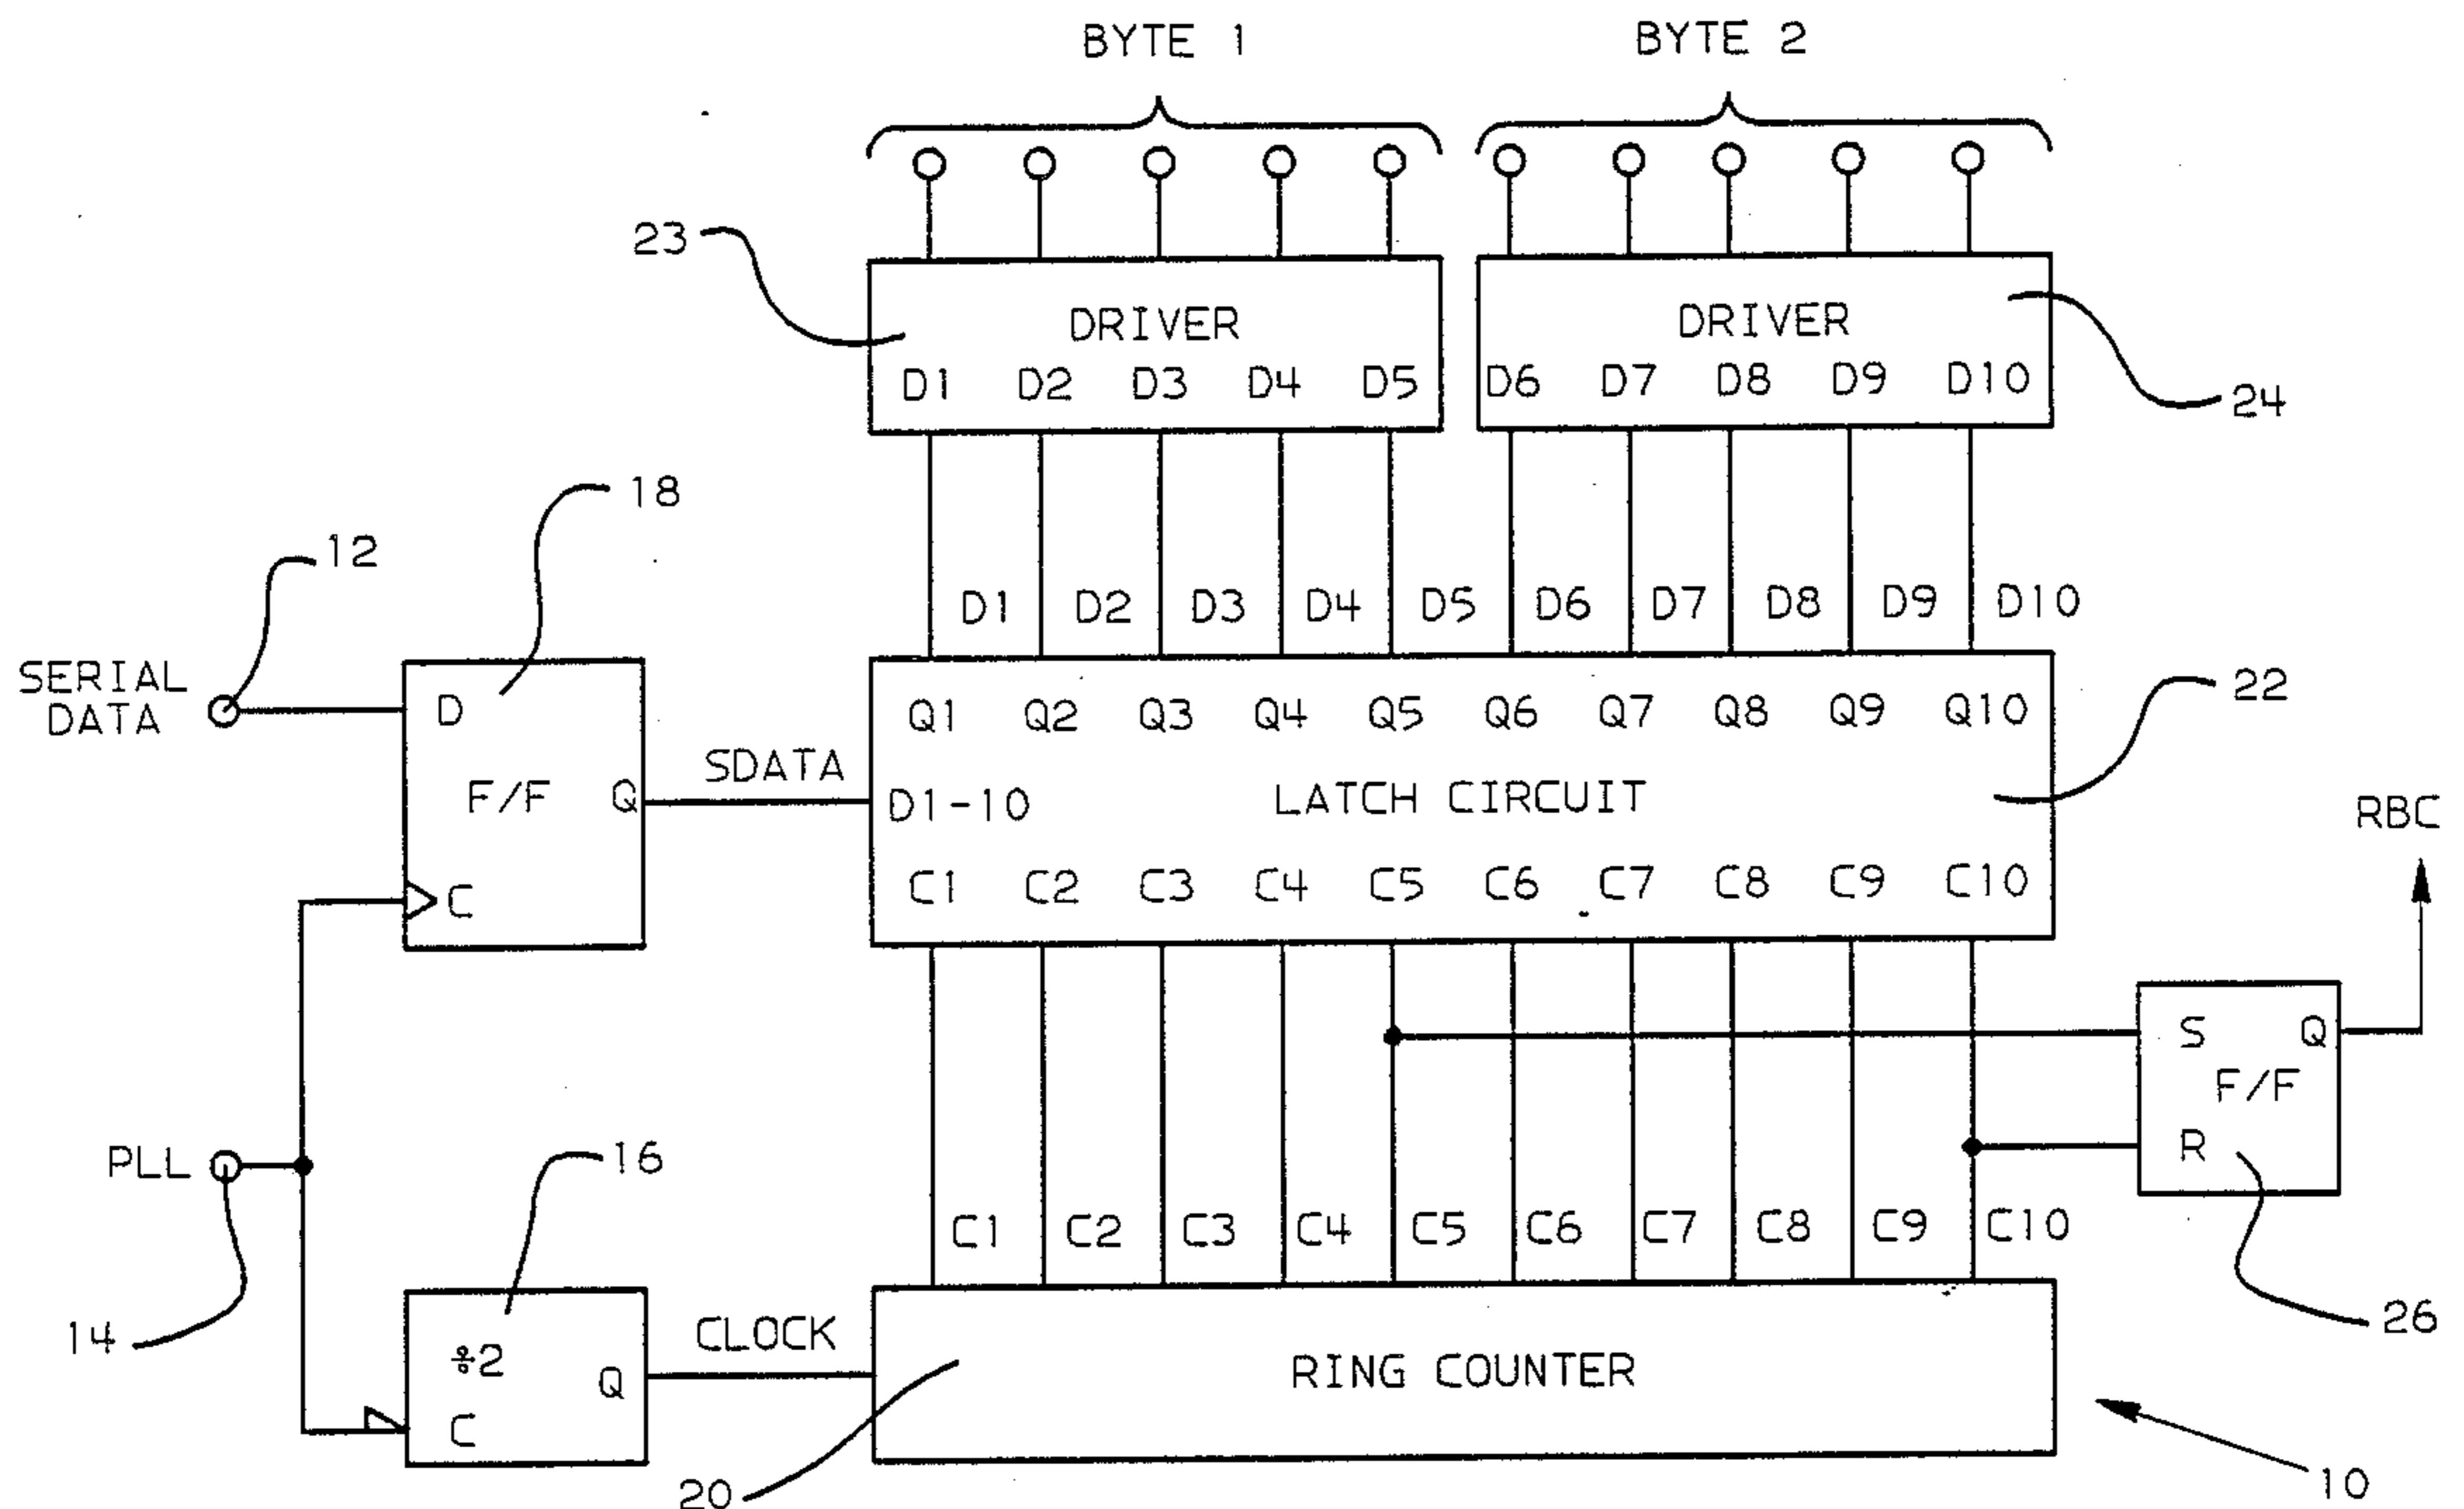 BYTE 1 BYTE 2
23
DRIVER DRIVER
D1 D2 D3 D4 D5 D6 D7 D8 D9 D10
24
18
12
D1 D2 D3 D4 D5 D6 D7 D8 D9 D10
SERIAL
DATA
D
F/F
Q
C
SDATA
Q1 Q2 Q3 Q4 Q5 Q6 Q7 Q8 Q9 Q10
D1-10 LATCH CIRCUIT
C1 C2 C3 C4 C5 C6 C7 C8 C9 C10
22
RBC
S Q
F/F
R
PLL
16
C1 C2 C3 C4 C5 C6 C7 C8 C9 C10
14
÷2
Q
C
CLOCK
RING COUNTER
26
20
10